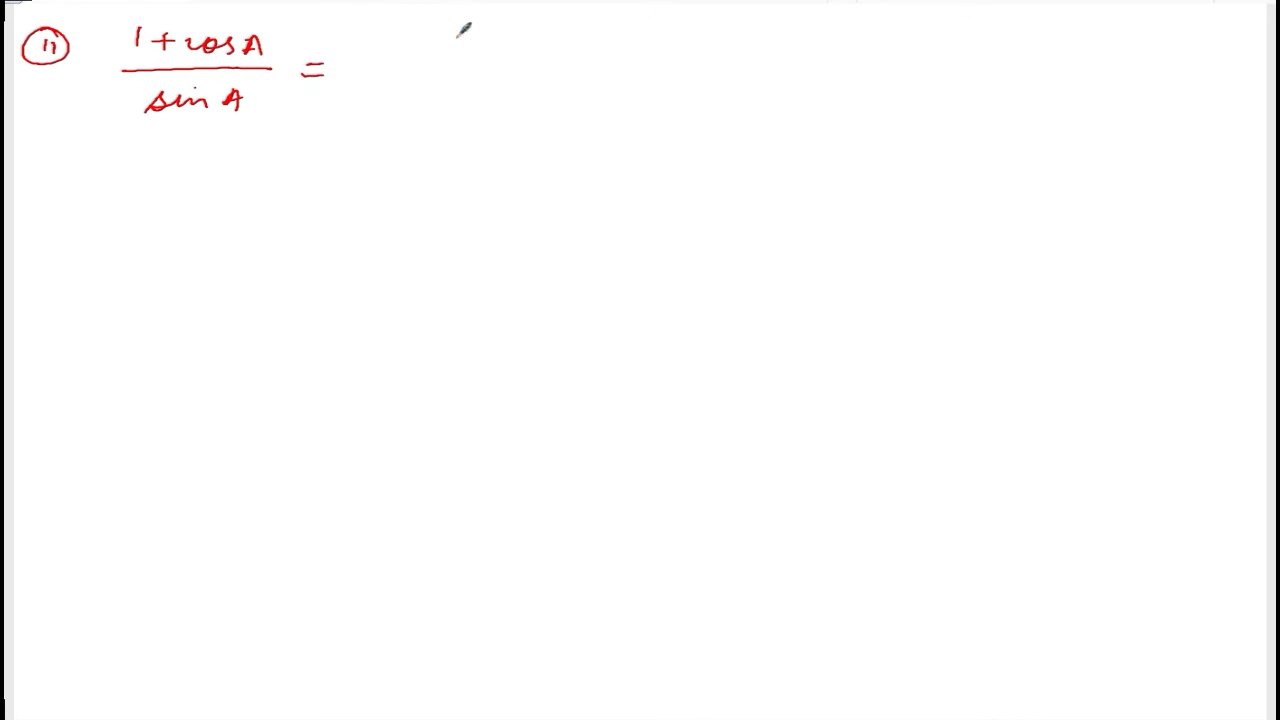 (11) 1 + cos A
———— =
sin A